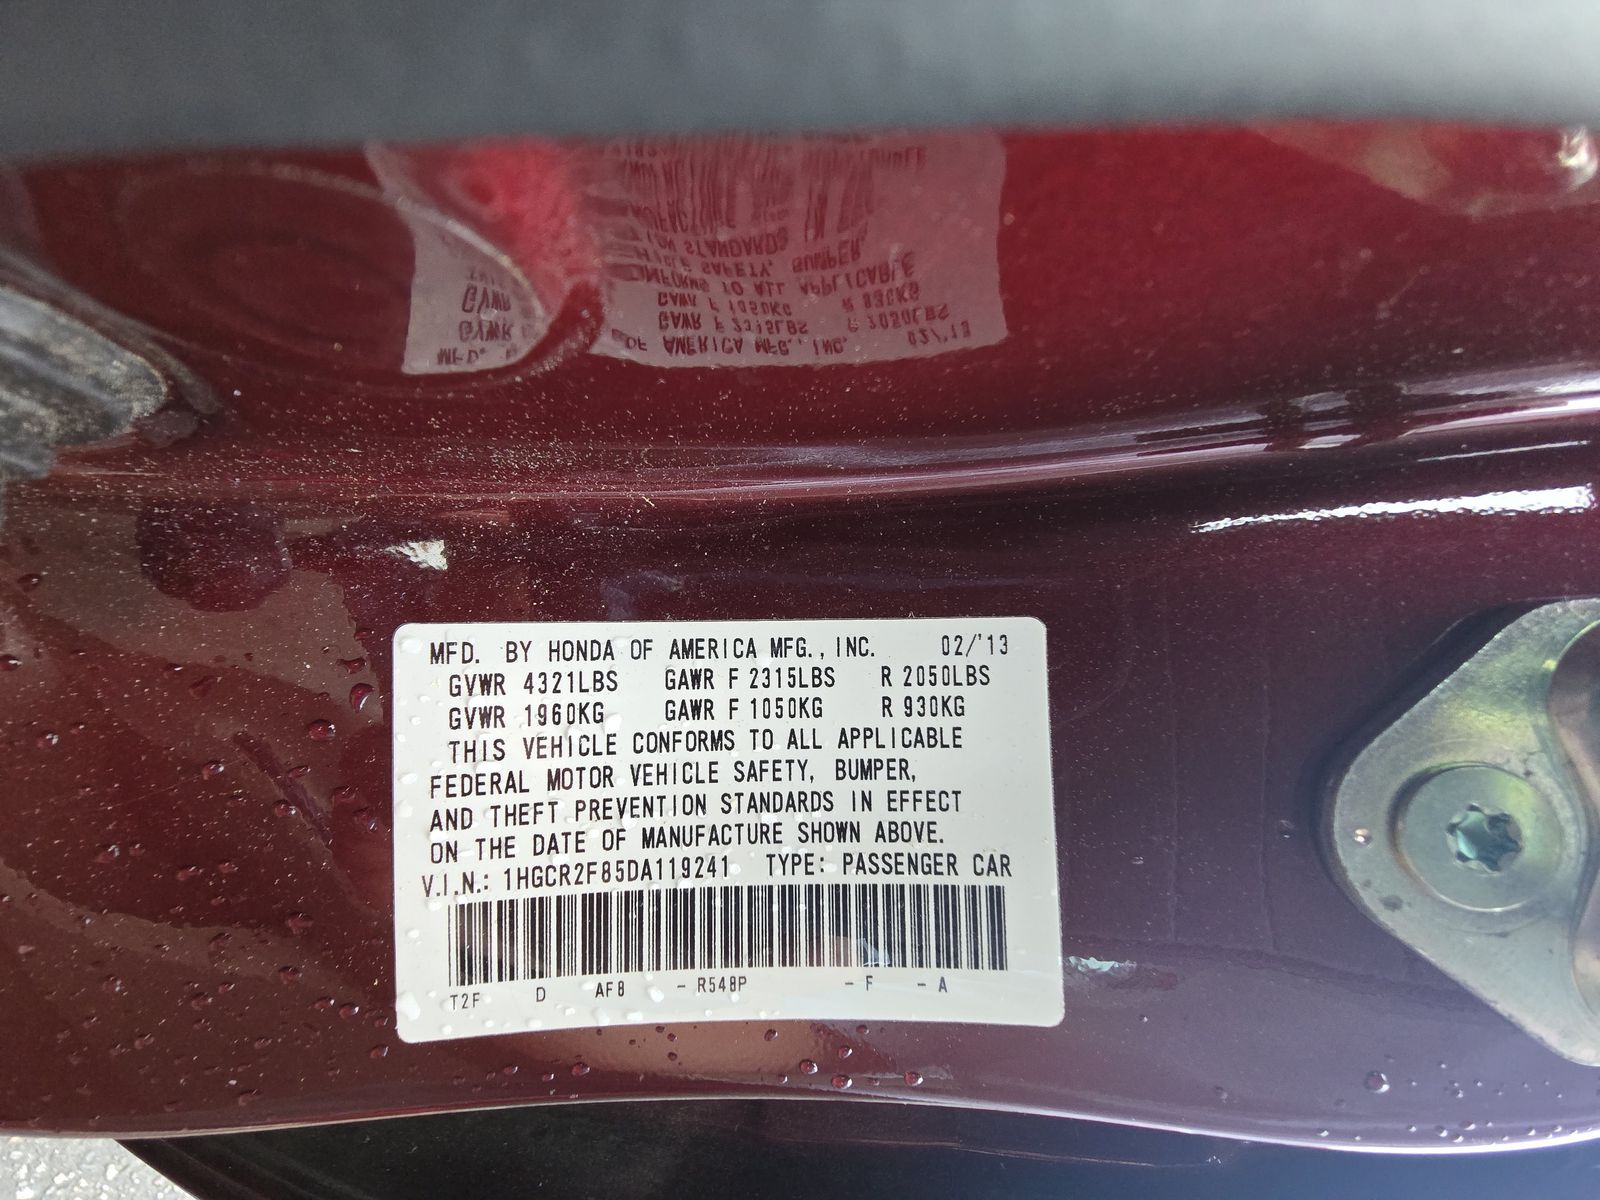 MFD. BY HONDA OF AMERICA MFG., INC. 02/'13
GVWR 4321LBS GAWR F 2315LBS R 2050LBS
GVWR 1960KG GAWR F 1050KG R 930KG
THIS VEHICLE CONFORMS TO ALL APPLICABLE
FEDERAL MOTOR VEHICLE SAFETY, BUMPER,
AND THEFT PREVENTION STANDARDS IN EFFECT
ON THE DATE OF MANUFACTURE SHOWN ABOVE.
V.I.N.: 1HGCR2F85DA119241 TYPE: PASSENGER CAR
T2F D AF8 - R548P - F - A